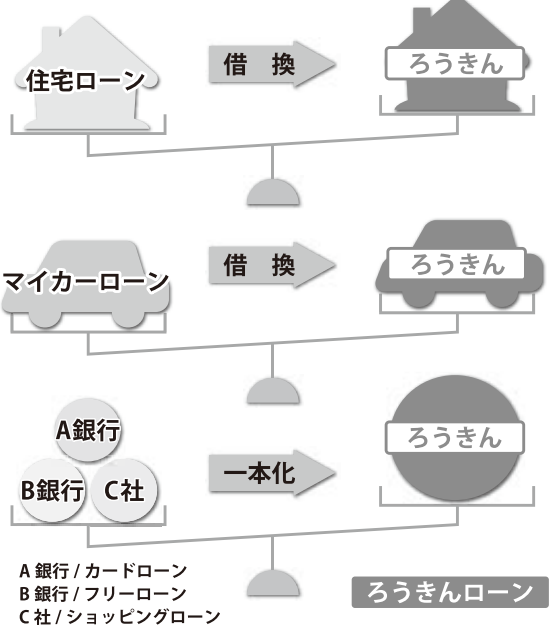 住宅ローン
借 換
ろうきん
マイカーローン
借 換
ろうきん
A銀行
B銀行
C社
一本化
ろうきん
A 銀行 / カードローン
B 銀行 / フリーローン
C 社 / ショッピングローン
ろうきんローン